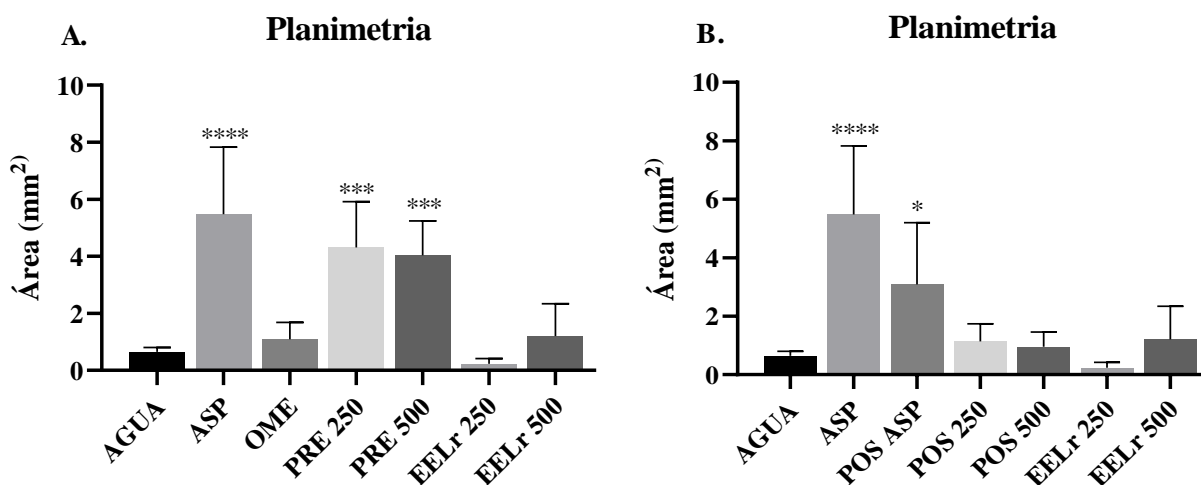 A.
Planimetria
Área (mm²)
10
8
6
4
2
0
****
***
***
AGUA
ASP
OME
PRE 250
PRE 500
EELr 250
EELr 500
B.
Planimetria
Área (mm²)
10
8
6
4
2
0
****
*
AGUA
ASP
POS ASP
POS 250
POS 500
EELr 250
EELr 500